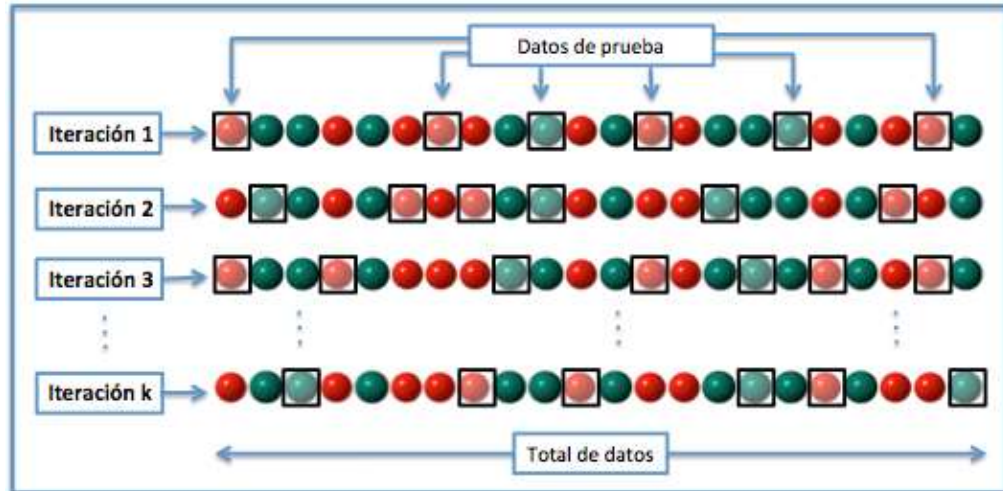 Datos de prueba
Iteración 1
Iteración 2
Iteración 3
Iteración k
Total de datos